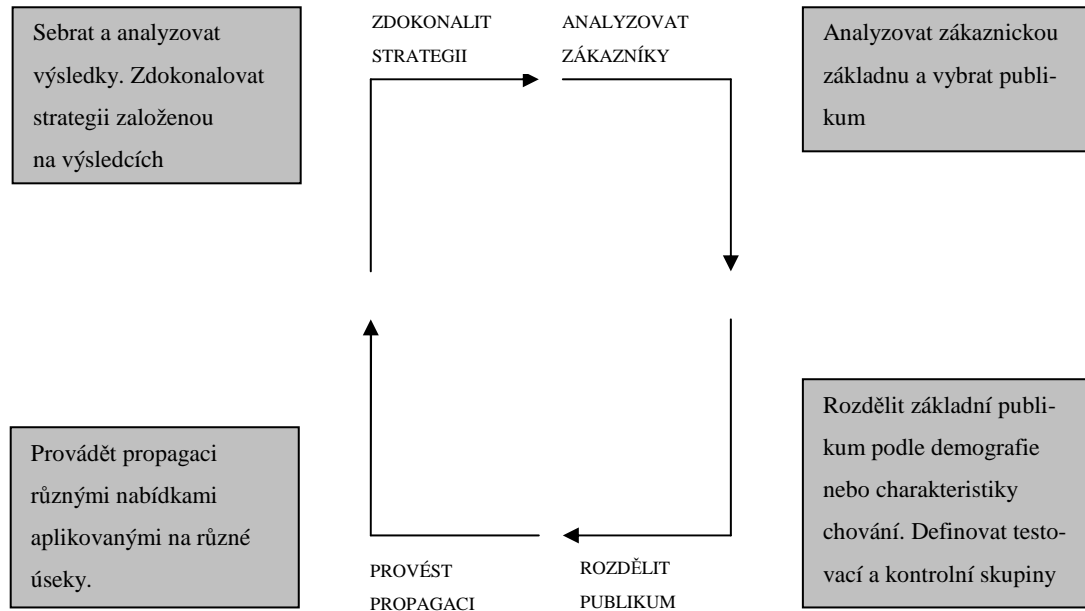 Sebrat a analyzovat
výsledky. Zdokonalovat
strategii založenou
na výsledcích
ZDOKONALIT
STRATEGII
ANALYZOVAT
ZÁKAZNÍKY
Analyzovat zákaznickou
základnu a vybrat publi-
kum
Provádět propagaci
různými nabídkami
aplikovanými na různé
úseky.
PROVÉST
PROPAGACI
ROZDĚLIT
PUBLIKUM
Rozdělit základní publi-
kum podle demografie
nebo charakteristiky
chování. Definovat testo-
vací a kontrolní skupiny